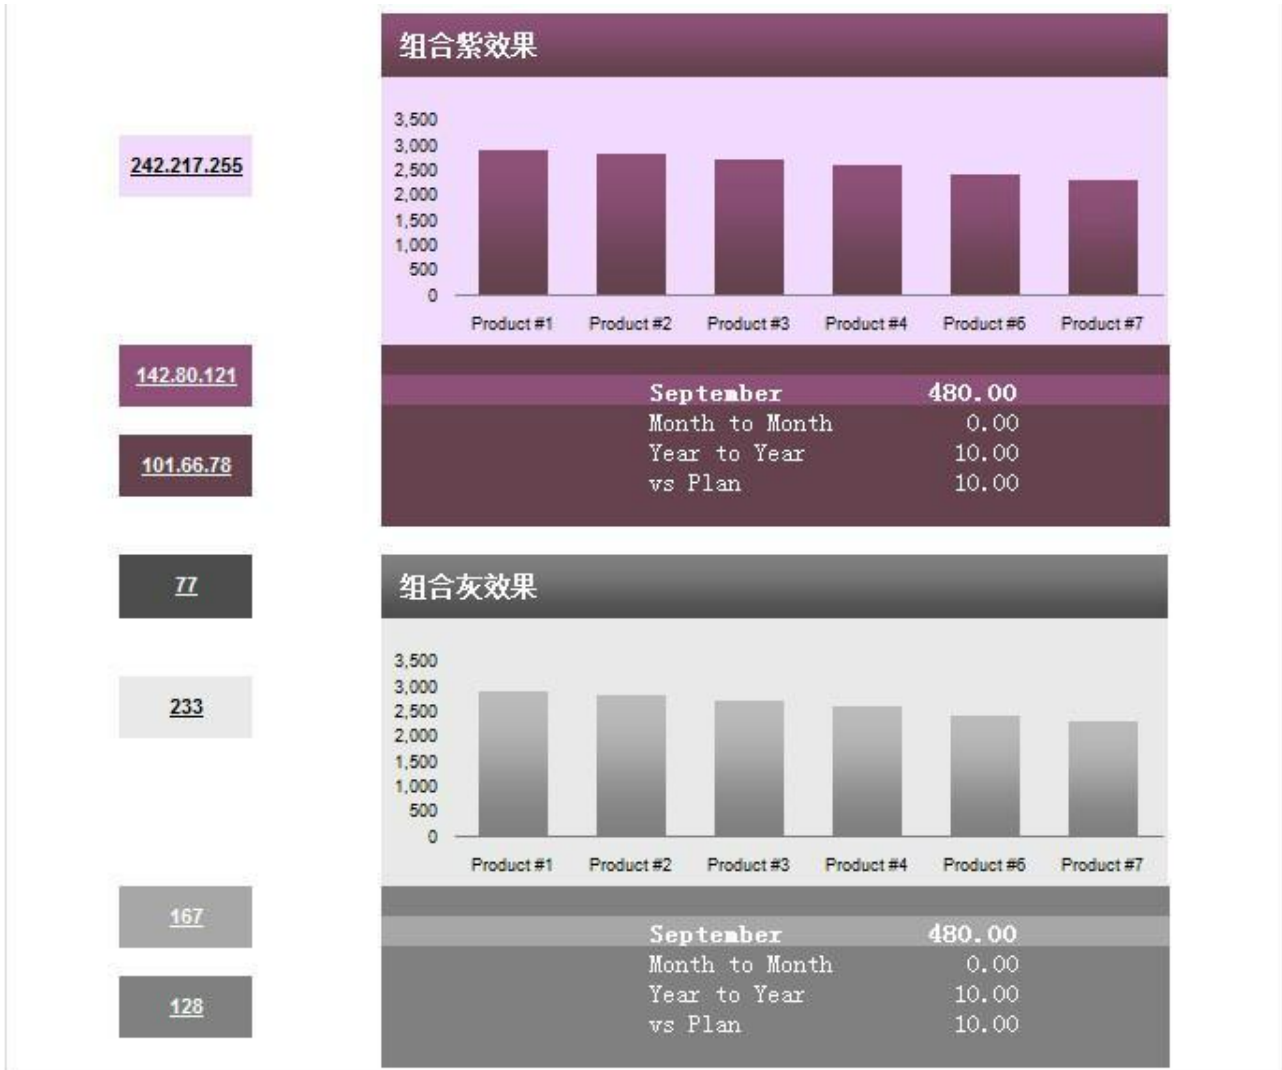 组合紫效果
3,500
3,000
2,500
2,000
1,500
1,000
500
0
Product #1 Product #2 Product #3 Product #4 Product #6 Product #7
242.217.255
142.80.121
101.66.78
September 480.00
Month to Month 0.00
Year to Year 10.00
vs Plan 10.00
77
组合灰效果
233
3,500
3,000
2,500
2,000
1,500
1,000
500
0
Product #1 Product #2 Product #3 Product #4 Product #6 Product #7
167
128
September 480.00
Month to Month 0.00
Year to Year 10.00
vs Plan 10.00